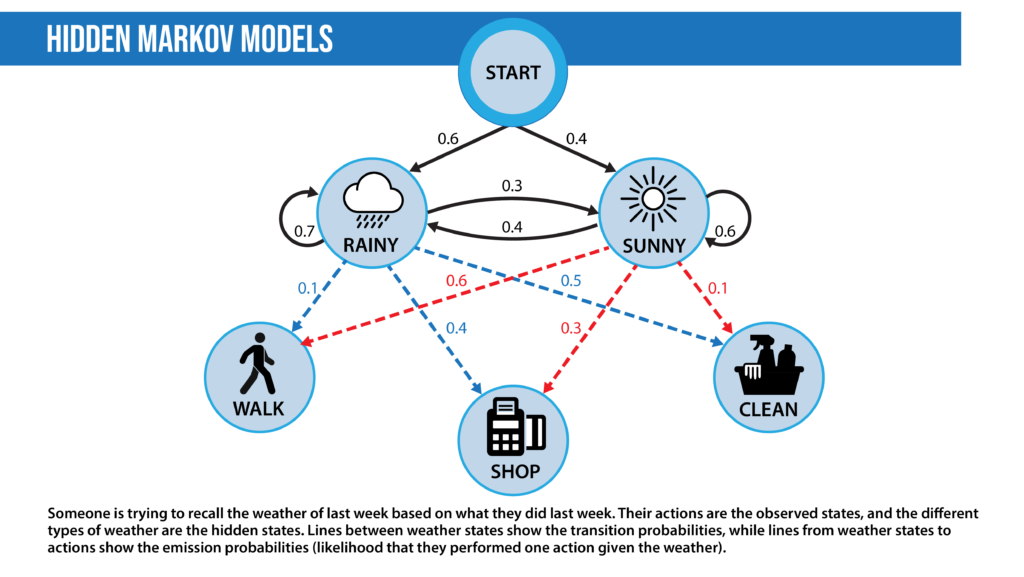 HIDDEN MARKOV MODELS
START
0.6
0.4
0.3
0.7
RAINY
0.4
SUNNY
0.6
0.1
0.6
0.5
0.1
0.4
0.3
WALK
SHOP
CLEAN
Someone is trying to recall the weather of last week based on what they did last week. Their actions are the observed states, and the different
types of weather are the hidden states. Lines between weather states show the transition probabilities, while lines from weather states to
actions show the emission probabilities (likelihood that they performed one action given the weather).